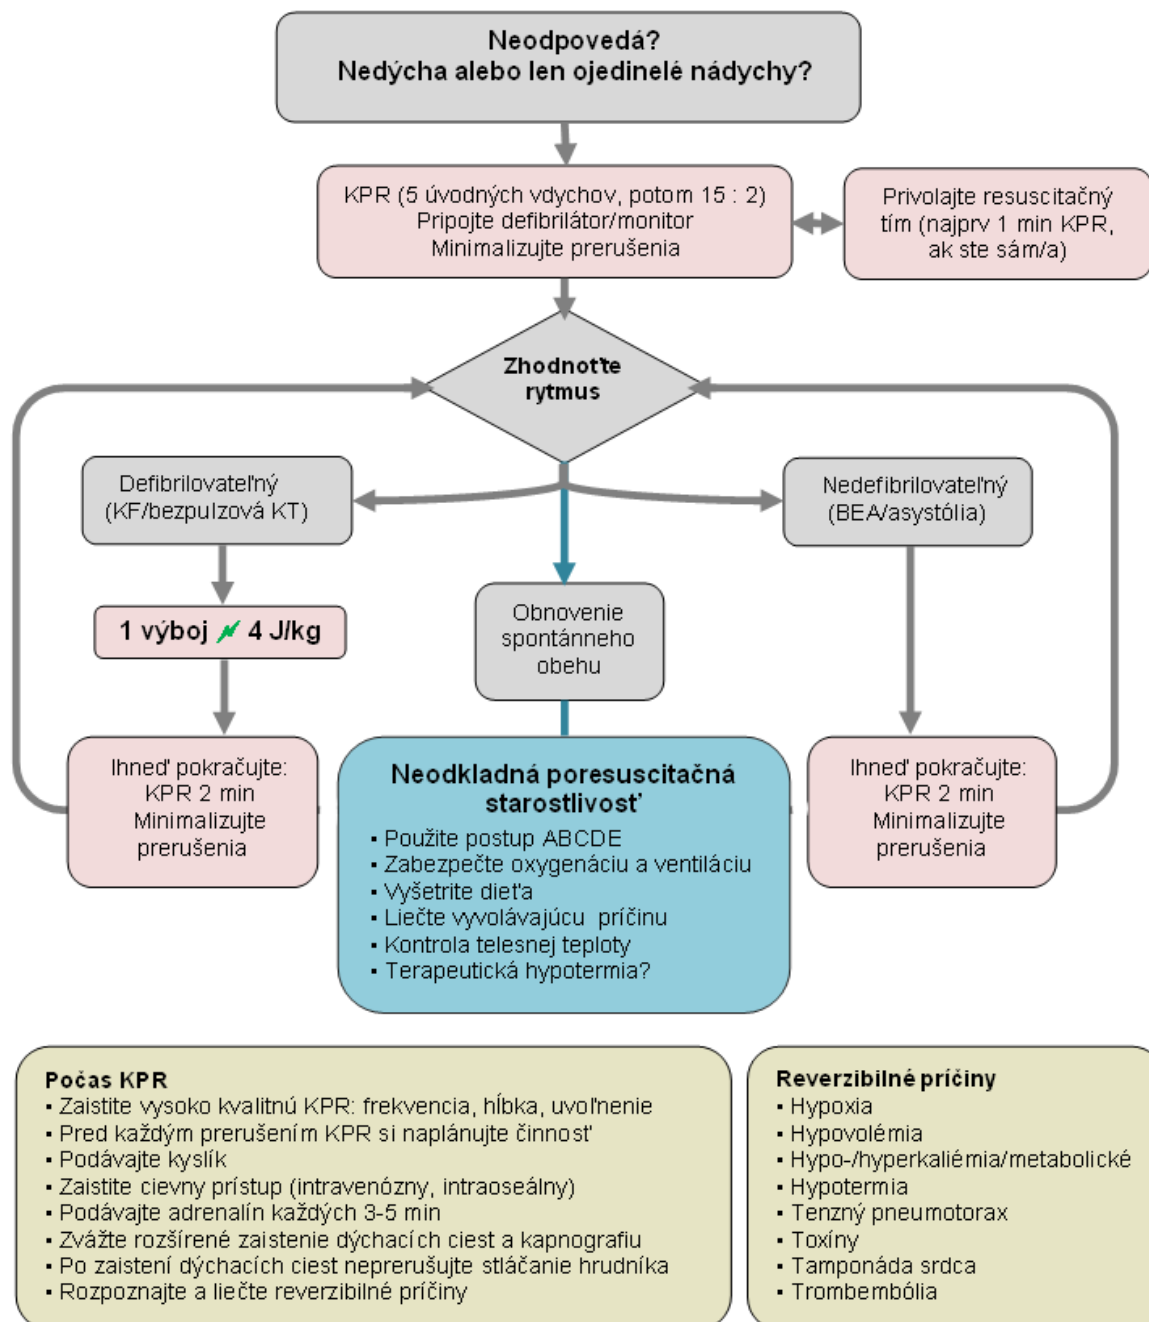 Neodpovedá?
Nedýcha alebo len ojedinelé nádychy?
KPR (5 úvodných vdychov, potom 15 : 2)
Pripojte defibrilátor/monitor
Minimalizujte prerušenia
Privolajte resuscitačný
tím (najprv 1 min KPR,
ak ste sám/a)
Zhodnoťte
rytmus
Defibrilovateľný
(KF/bezpulzová KT)
Nedefibrilovateľný
(BEA/asystólia)
1 výboj 4 J/kg
Obnovenie
spontánneho
obehu
Ihneď pokračujte:
KPR 2 min
Minimalizujte
prerušenia
Neodkladná poresuscitačná
starostlivosť
▪ Použite postup ABCDE
▪ Zabezpečte oxygenáciu a ventiláciu
▪ Vyšetrite dieťa
▪ Liečte vyvolávajúcu príčinu
▪ Kontrola telesnej teploty
▪ Terapeutická hypotermia?
Ihneď pokračujte:
KPR 2 min
Minimalizujte
prerušenia
Počas KPR
▪ Zaistite vysoko kvalitnú KPR: frekvencia, hĺbka, uvoľnenie
▪ Pred každým prerušením KPR si naplánujte činnosť
▪ Podávajte kyslík
▪ Zaistite cievny prístup (intravenózny, intraoseálny)
▪ Podávajte adrenalín každých 3-5 min
▪ Zvážte rozšírené zaistenie dýchacích ciest a kapnografiu
▪ Po zaistení dýchacích ciest neprerušujte stláčanie hrudníka
▪ Rozpoznajte a liečte reverzibilné príčiny
Reverzibilné príčiny
▪ Hypoxia
▪ Hypovolémia
▪ Hypo-/hyperkaliémia/metabolické
▪ Hypotermia
▪ Tenzný pneumotorax
▪ Toxíny
▪ Tamponáda srdca
▪ Trombembólia